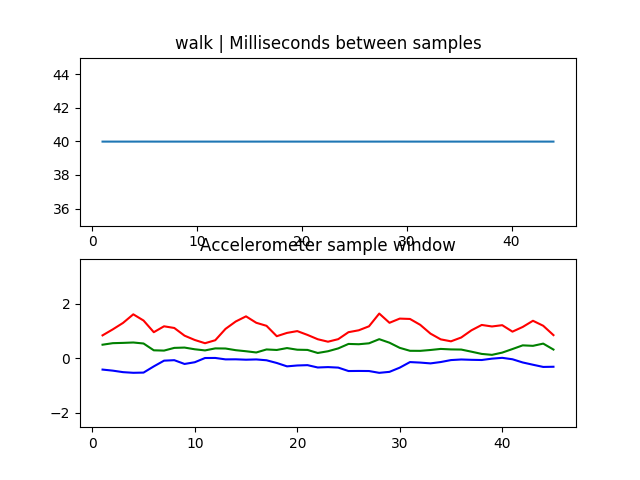 walk | Milliseconds between samples
44
42
40
38
36
0 10 20 30 40
Accelerometer sample window
2
0
−2
0 10 20 30 40